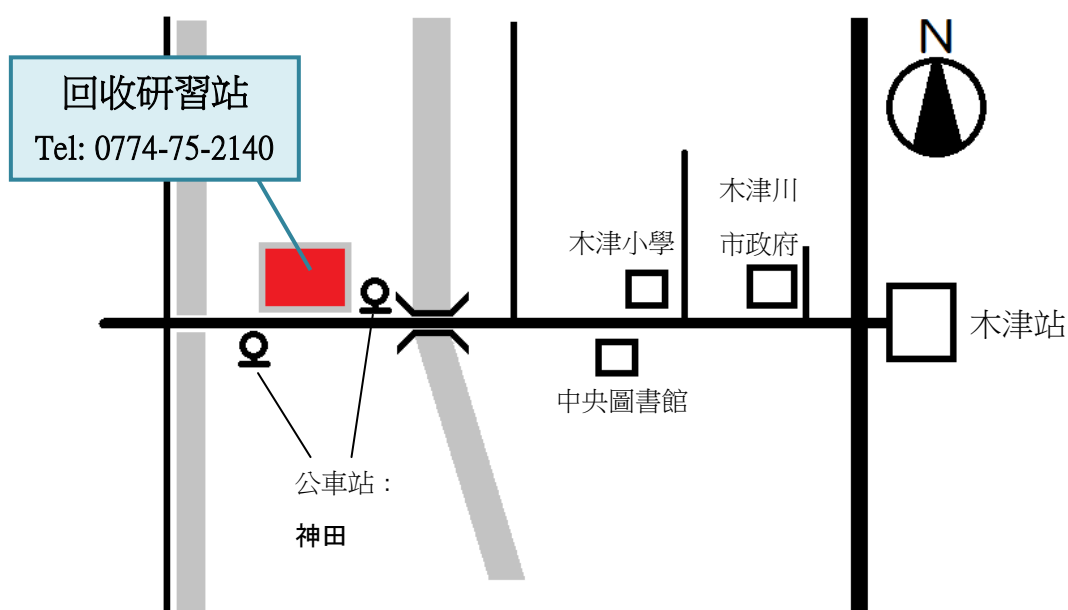 N
回收研習站
Tel: 0774-75-2140
木津川
市政府
木津小學
木津站
中央圖書館
公車站：
神田